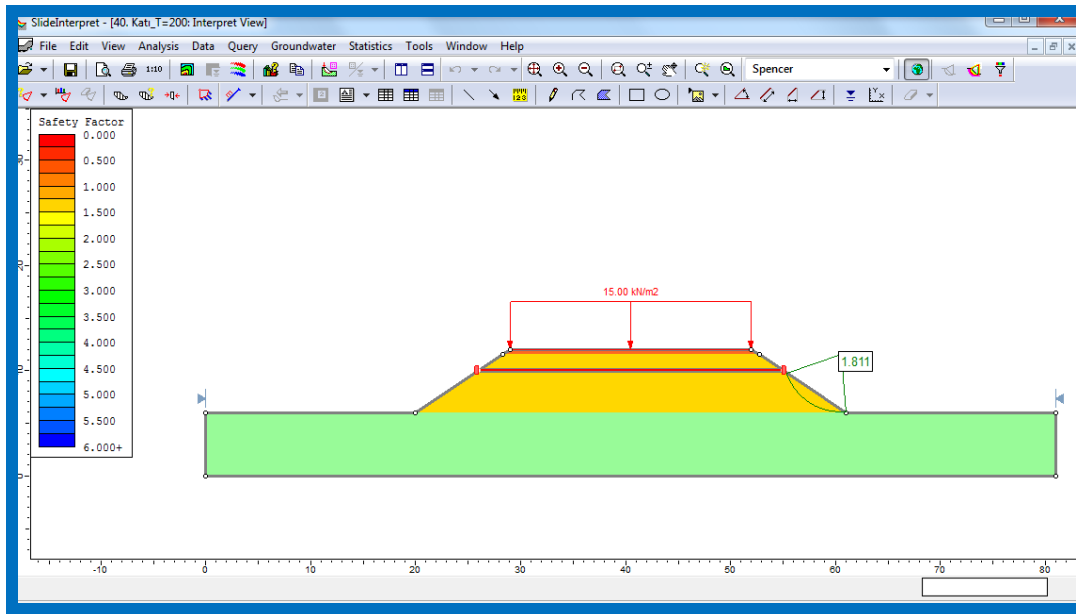 SlideInterpret - [40. Katı_T=200: Interpret View]
File Edit View Analysis Data Query Groundwater Statistics Tools Window Help
1:10
Spencer
Safety Factor
0.000
0.500
1.000
1.500
2.000
2.500
3.000
3.500
4.000
4.500
5.000
5.500
6.000+
15.00 kN/m2
1.811
-10 0 10 20 30 40 50 60 70 80